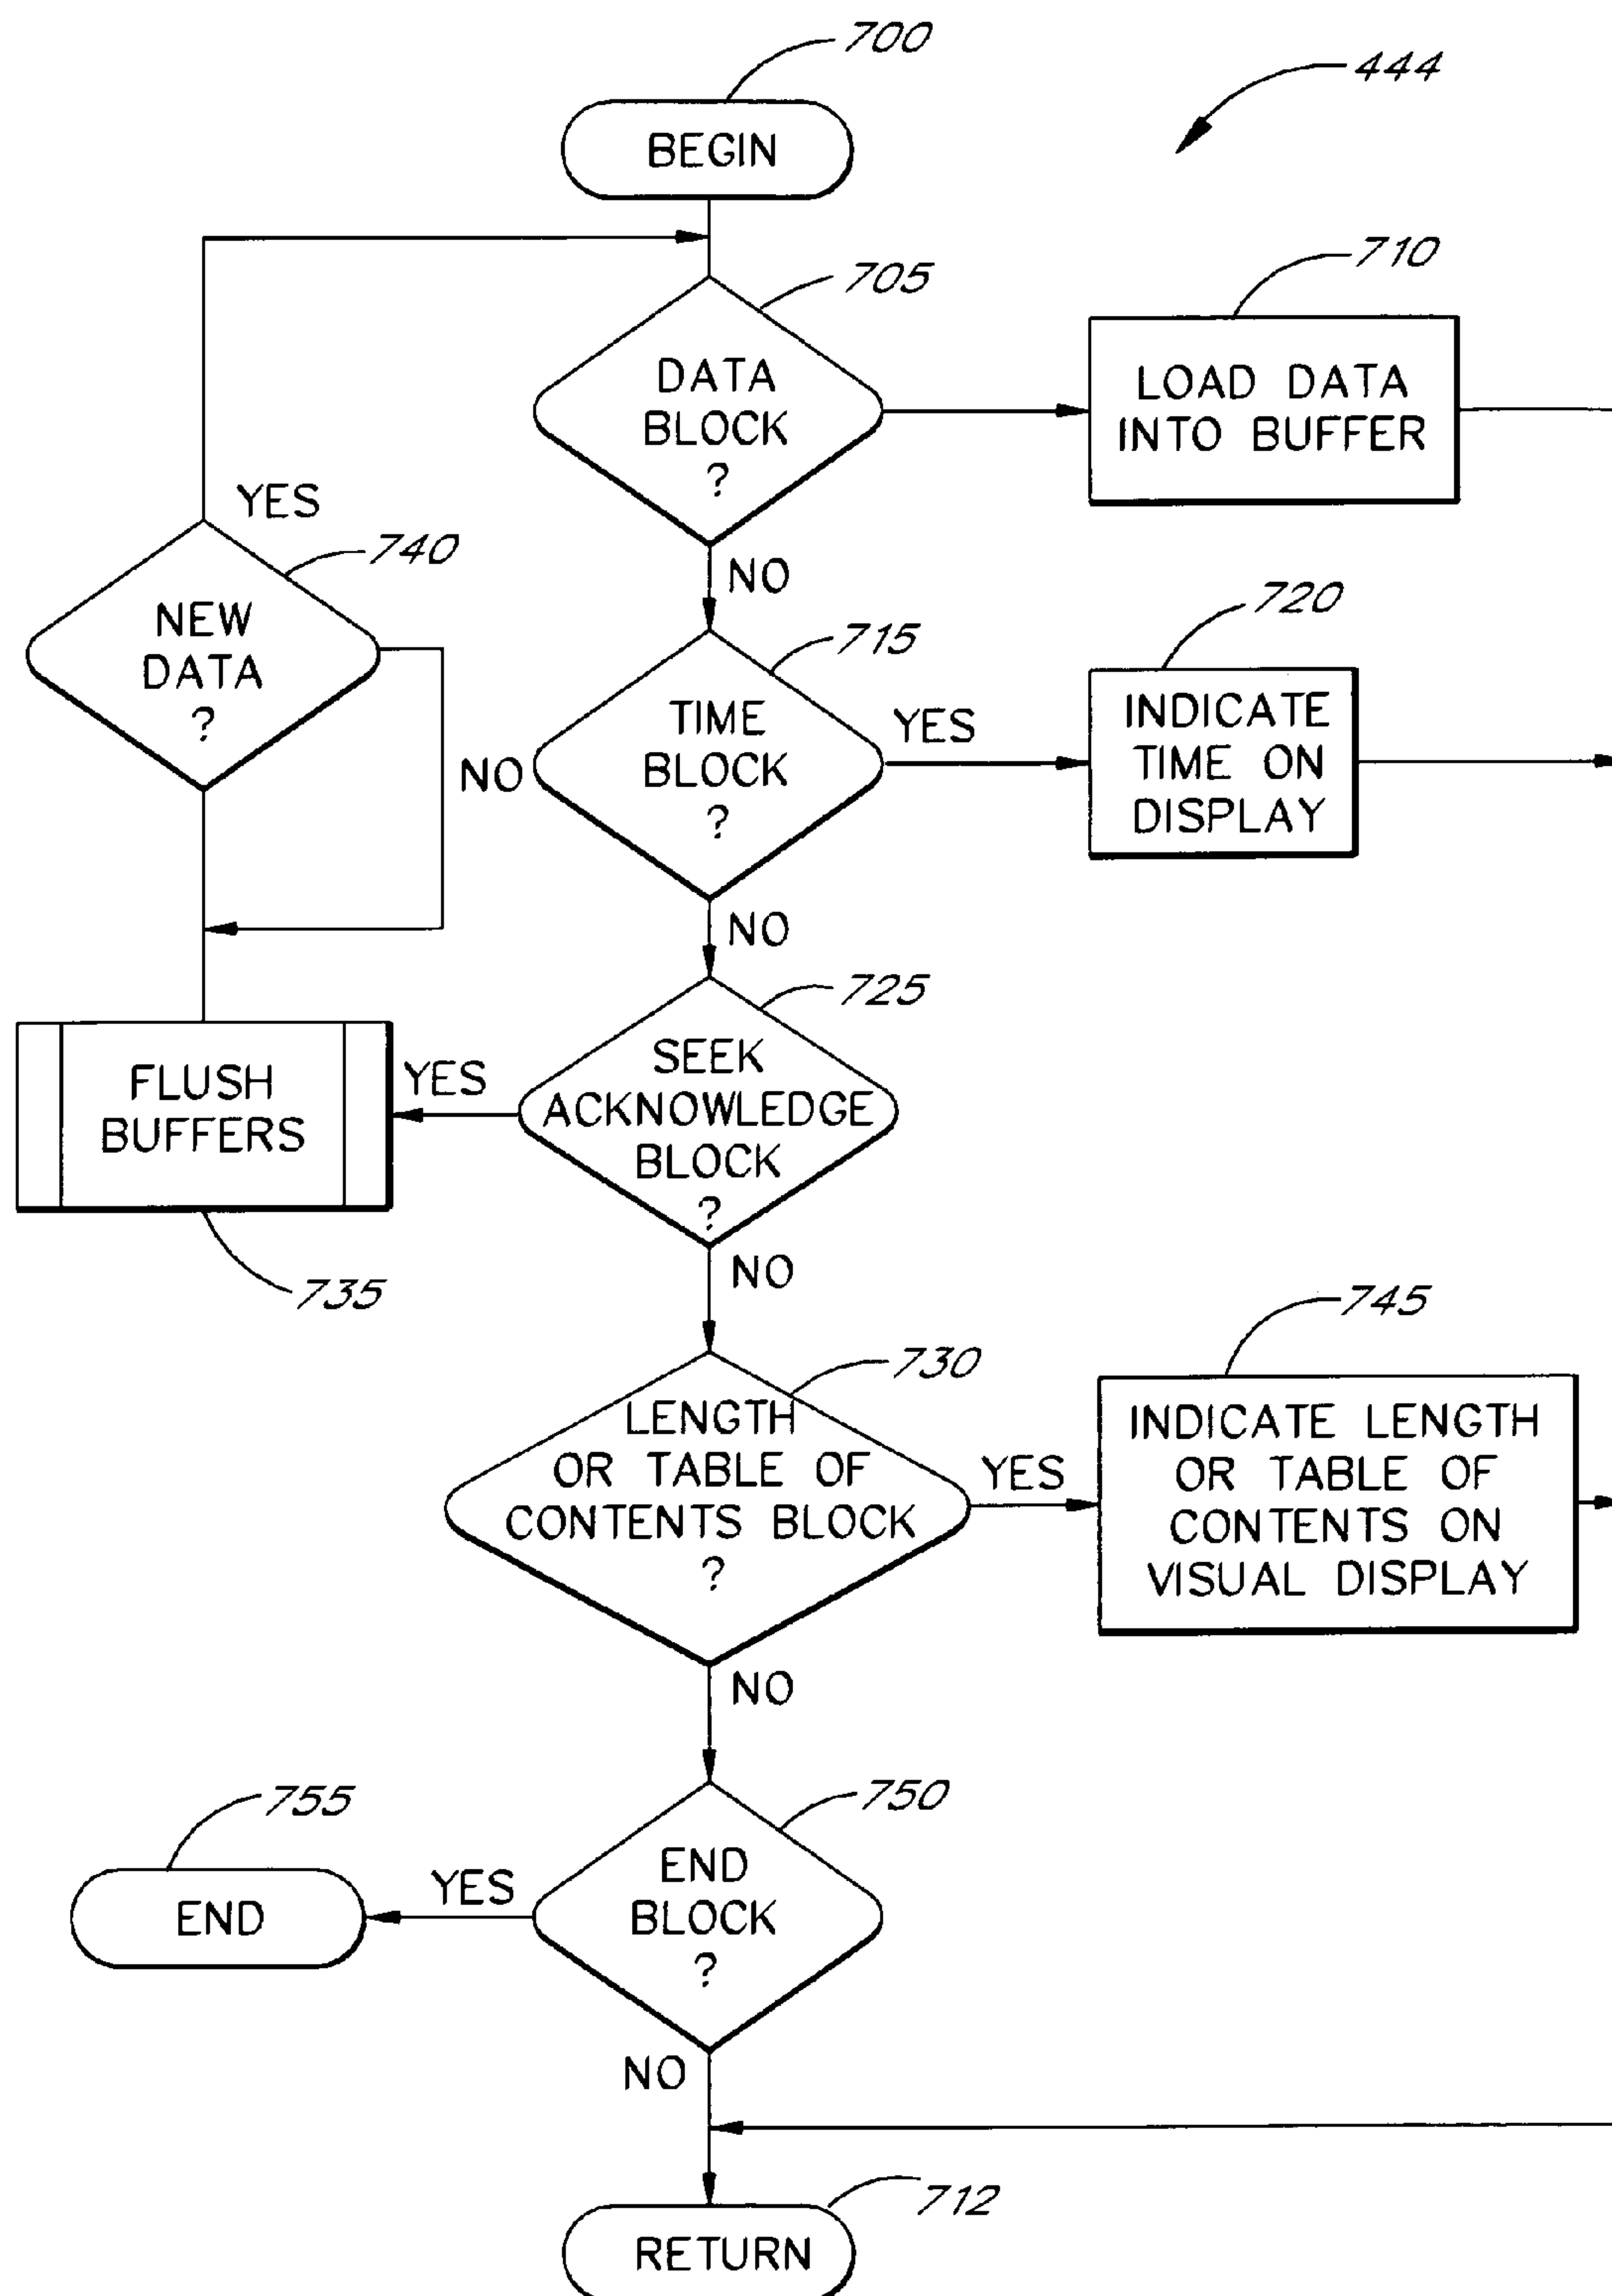 700
444
BEGIN
705
710
DATA
BLOCK
?
LOAD DATA
INTO BUFFER
YES
740
NO
NEW
DATA
?
715
720
TIME
BLOCK
?
YES
INDICATE
TIME ON
DISPLAY
NO
NO
725
SEEK
ACKNOWLEDGE
BLOCK
?
YES
FLUSH
BUFFERS
735
NO
730
745
LENGTH
OR TABLE OF
CONTENTS BLOCK
?
YES
INDICATE LENGTH
OR TABLE OF
CONTENTS ON
VISUAL DISPLAY
NO
755
750
END
BLOCK
?
YES
END
NO
712
RETURN